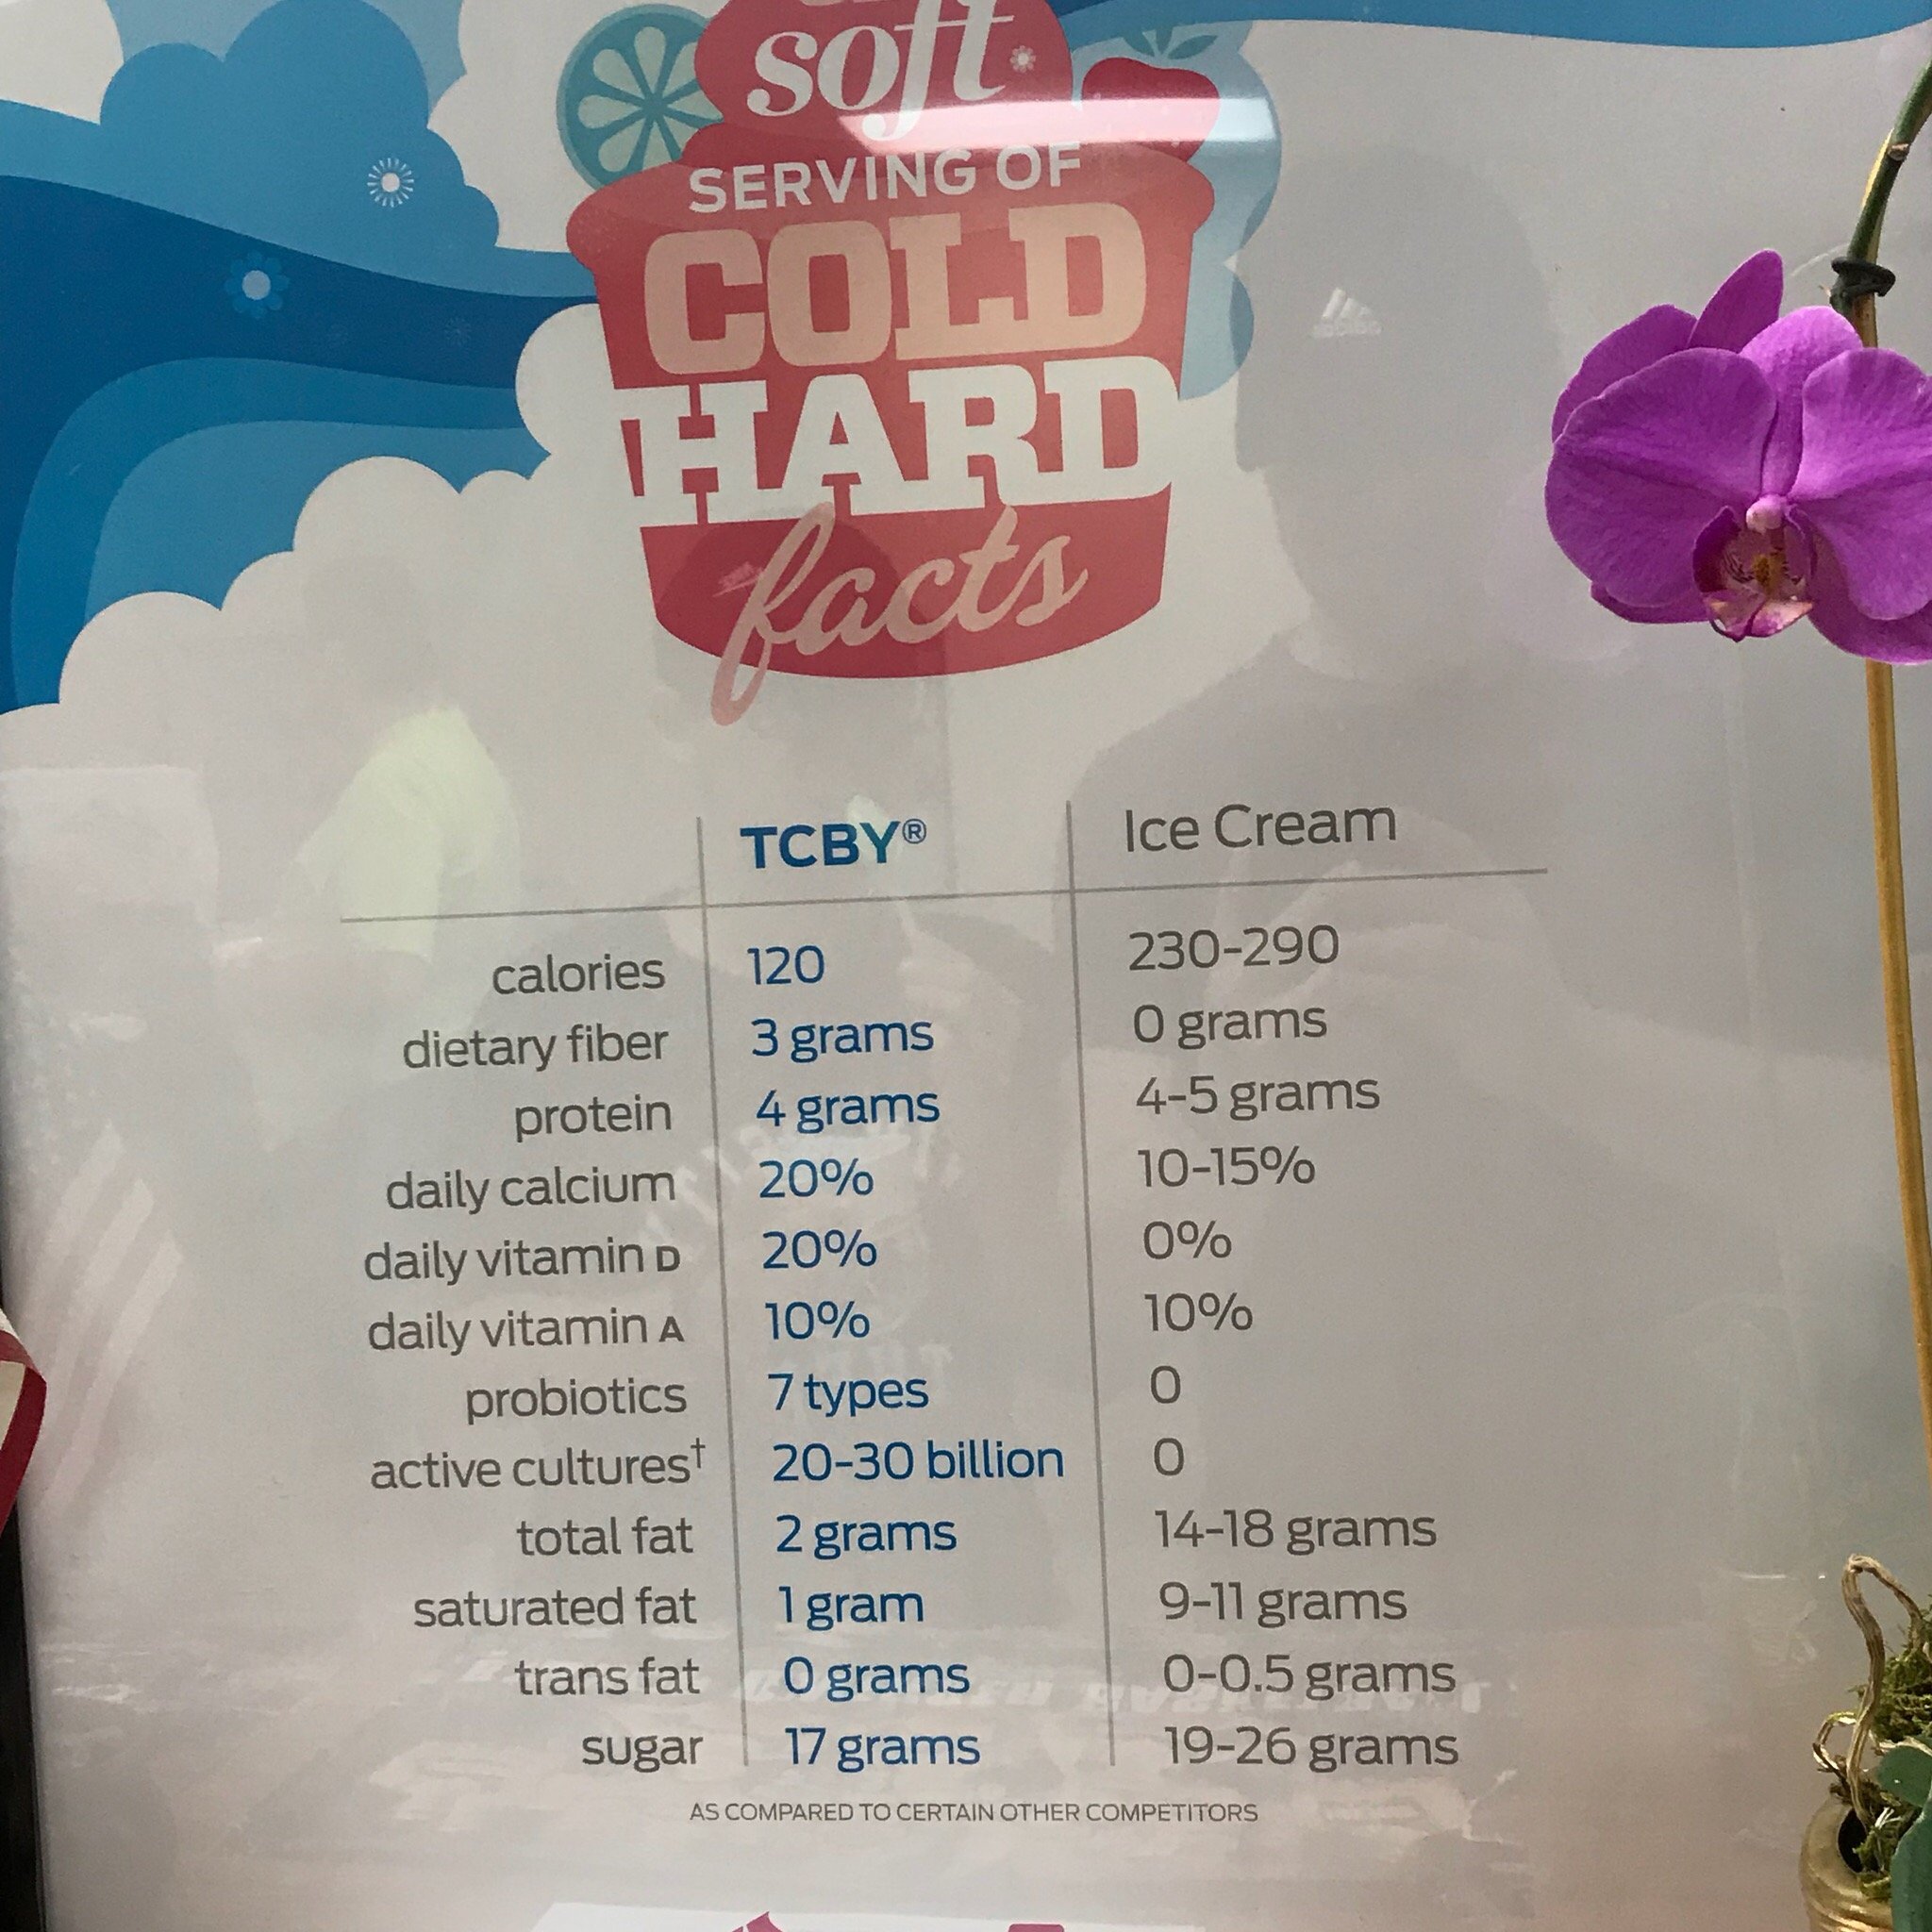 soft
SERVING OF
COLD
HARD
facts
TCBY® Ice Cream
calories 120 230-290
dietary fiber 3 grams 0 grams
protein 4 grams 4-5 grams
daily calcium 20% 10-15%
daily vitamin D 20% 0%
daily vitamin A 10% 10%
probiotics 7 types 0
active cultures† 20-30 billion 0
total fat 2 grams 14-18 grams
saturated fat 1 gram 9-11 grams
trans fat 0 grams 0-0.5 grams
sugar 17 grams 19-26 grams
AS COMPARED TO CERTAIN OTHER COMPETITORS